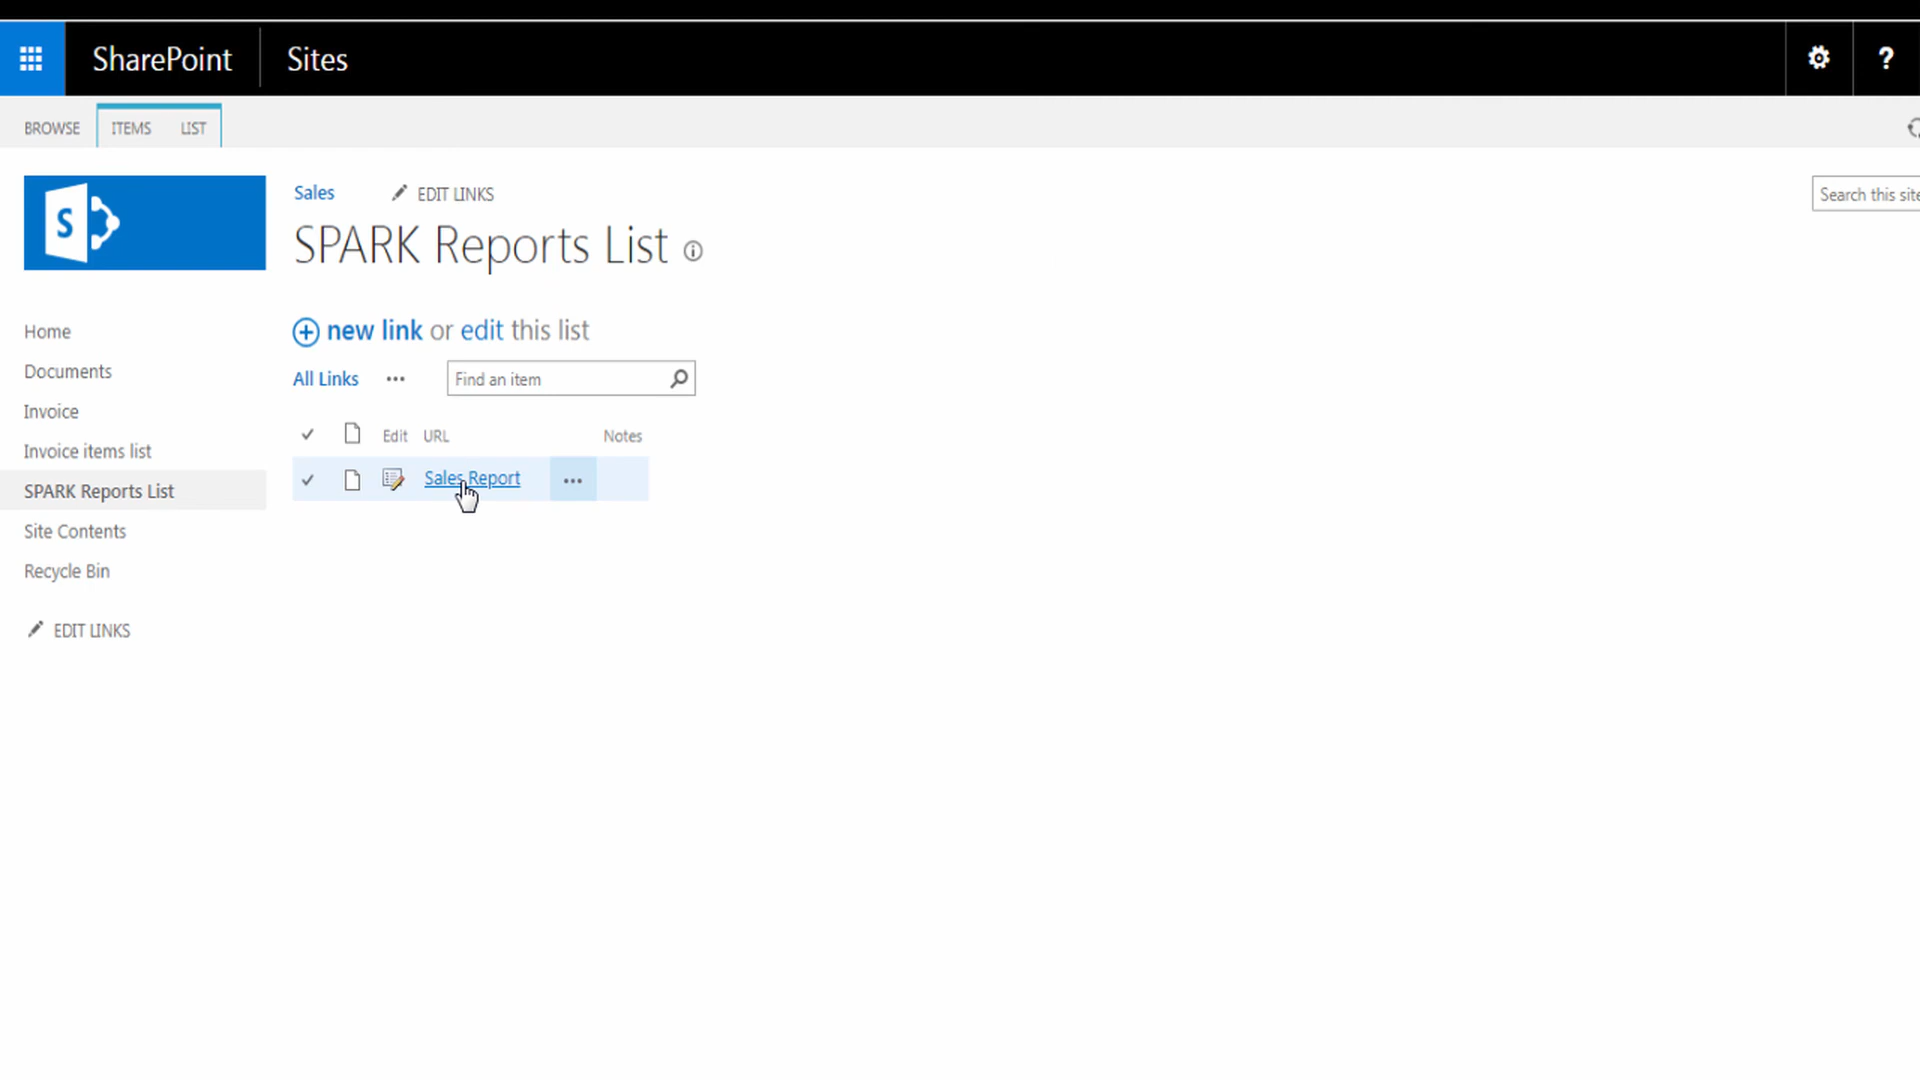 SharePoint Sites
?
BROWSE ITEMS LIST
S
Sales EDIT LINKS
Search this site
SPARK Reports List
new link or edit this list
All Links ... Find an item
Edit URL Notes
Sales Report ...
Home
Documents
Invoice
Invoice items list
SPARK Reports List
Site Contents
Recycle Bin
EDIT LINKS